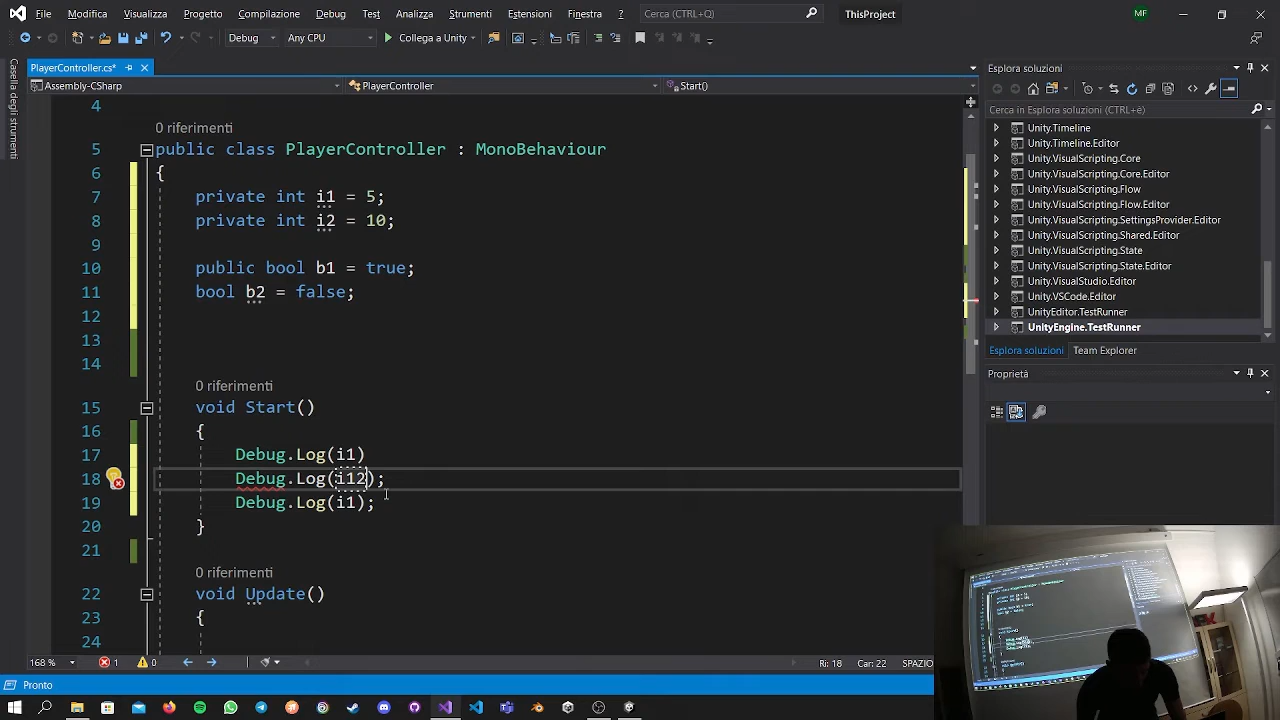 File Modifica Visualizza Progetto Compilazione Debug Test Analizza Strumenti Estensioni Finestra ? Cerca (CTRL+Q) ThisProject MF
Debug Any CPU Collega a Unity
PlayerController.cs* Esplora soluzioni
Assembly-CSharp PlayerController Start()
Casella degli strumenti
Cerca in Esplora soluzioni (CTRL+è)
Unity.Timeline
Unity.Timeline.Editor
Unity.VisualScripting.Core
Unity.VisualScripting.Core.Editor
Unity.VisualScripting.Flow
Unity.VisualScripting.Flow.Editor
Unity.VisualScripting.SettingsProvider.Editor
Unity.VisualScripting.Shared.Editor
Unity.VisualScripting.State
Unity.VisualScripting.State.Editor
Unity.VisualStudio.Editor
Unity.VSCode.Editor
UnityEditor.TestRunner
UnityEngine.TestRunner
Esplora soluzioni Team Explorer
Proprietà
4
0 riferimenti
5 public class PlayerController : MonoBehaviour
6 {
7 private int i1 = 5;
8 private int i2 = 10;
9
10 public bool b1 = true;
11 bool b2 = false;
12
13
14
0 riferimenti
15 void Start()
16 {
17 Debug.Log(i1)
18 Debug.Log(i12);
19 Debug.Log(i1);
20 }
21
0 riferimenti
22 void Update()
23 {
24
168 % 1 0 Ri: 18 Car: 22 SPAZIO
Pronto